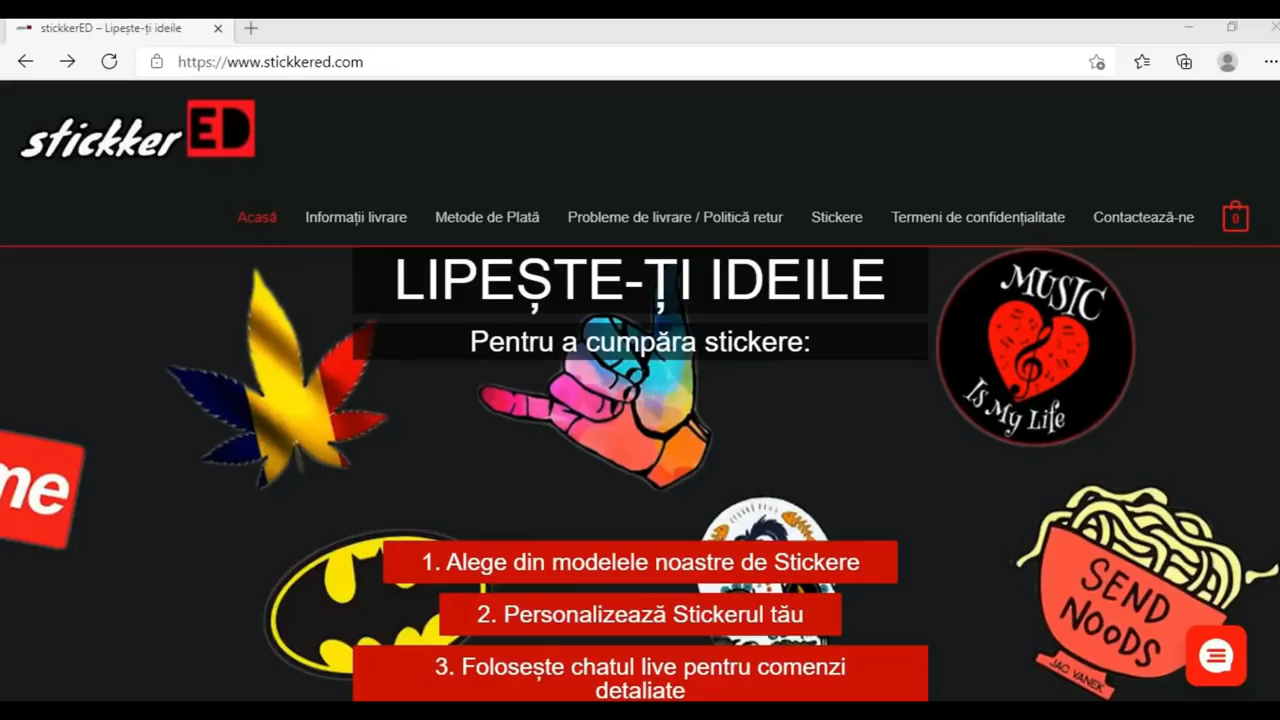 stickkerED – Lipește-ți ideile
https://www.stickkered.com
stickker ED
Acasă Informații livrare Metode de Plată Probleme de livrare / Politică retur Stickere Termeni de confidențialitate Contactează-ne 0
LIPEȘTE-ȚI IDEILE
Pentru a cumpăra stickere:
MUSIC
Is My Life
me
1. Alege din modelele noastre de Stickere
2. Personalizează Stickerul tău
3. Folosește chatul live pentru comenzi
detaliate
SEND
NOODS
JAC VANEK